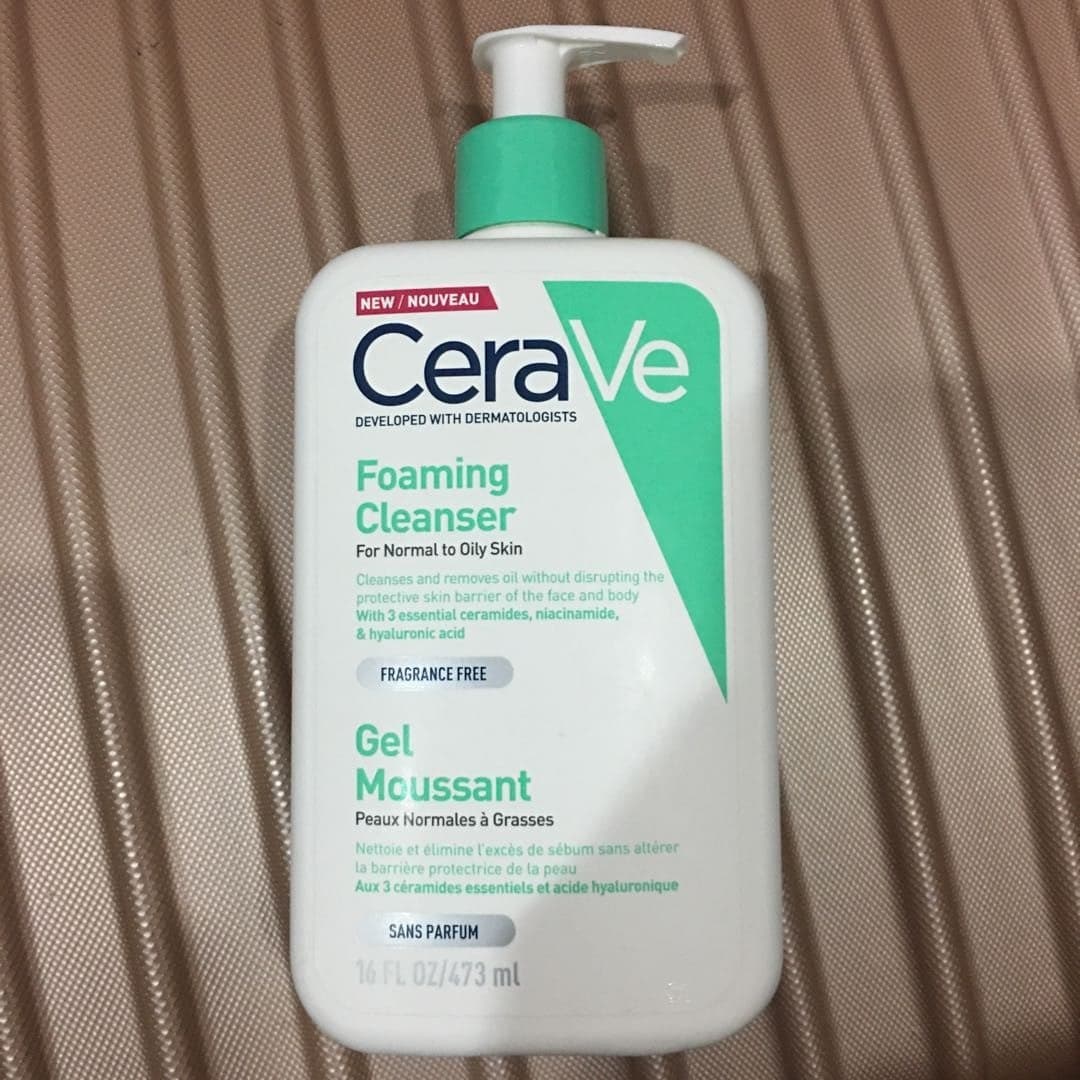 NEW / NOUVEAU
CeraVe
DEVELOPED WITH DERMATOLOGISTS
Foaming
Cleanser
For Normal to Oily Skin
Cleanses and removes oil without disrupting the
protective skin barrier of the face and body
With 3 essential ceramides, niacinamide,
& hyaluronic acid
FRAGRANCE FREE
Gel
Moussant
Peaux Normales à Grasses
Nettoie et élimine l'excès de sébum sans altérer
la barrière protectrice de la peau
Aux 3 céramides essentiels et acide hyaluronique
SANS PARFUM
16 FL OZ/473 ml